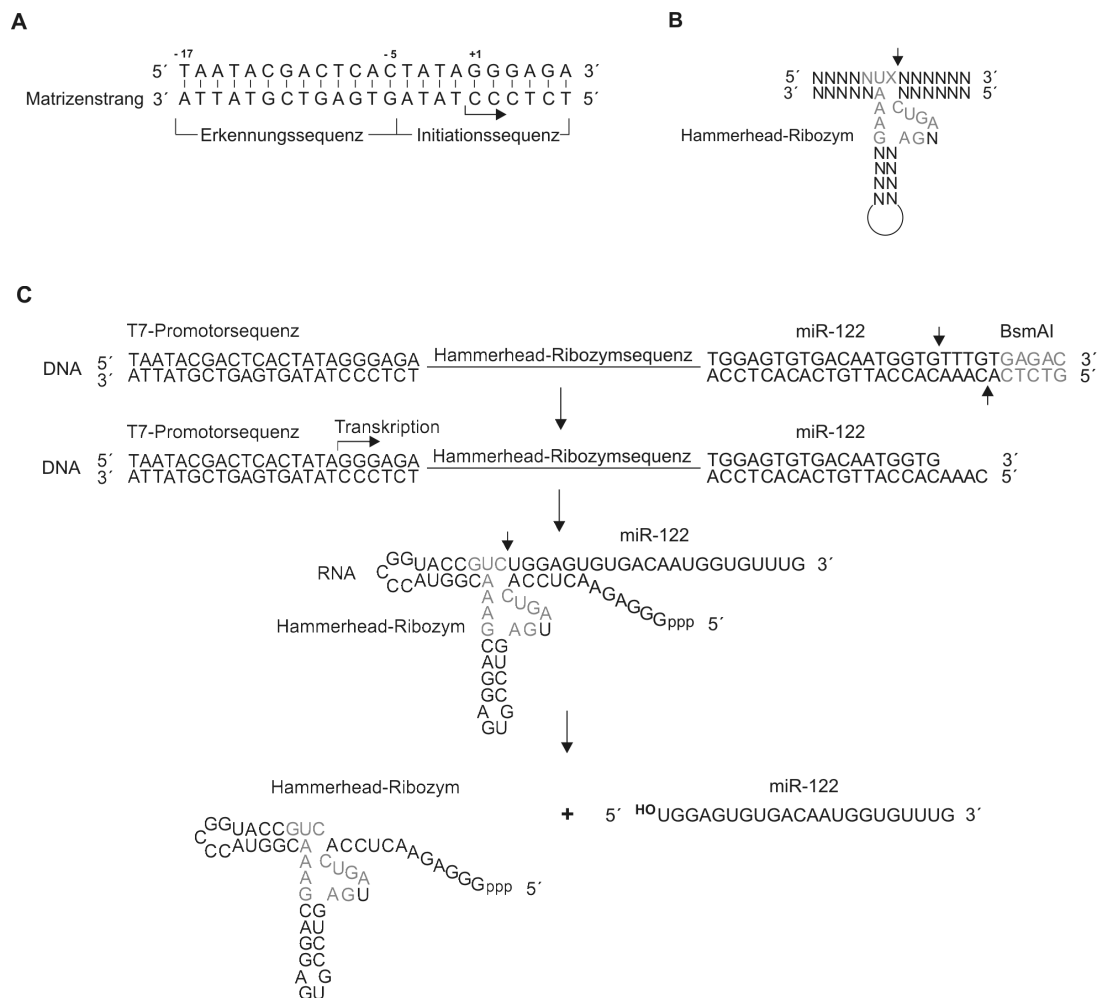 A
- 17 - 5 +1
5´ TAATACGACTCACTATAGGGAGA 3´
Matrizenstrang 3´ ATTATGCTGAGTGATATCCCTCT 5´
Erkennungssequenz Initiationssequenz
B
5´ NNNNNUXNNNNNN 3´
3´ NNNNN NNNNNN 5´
A
A
A
G
CUGA
AGN
Hammerhead-Ribozym
NN
NN
NN
NN
C
T7-Promotorsequenz miR-122 BsmAI
DNA 5´ TAATACGACTCACTATAGGGAGA Hammerhead-Ribozymsequenz TGGAGTGTGACAATGGTGTTTGTGAGAC 3´
3´ ATTATGCTGAGTGATATCCCTCT ACCTCACACTGTTACCACAAACACTCTG 5´
T7-Promotorsequenz Transkription miR-122
DNA 5´ TAATACGACTCACTATAGGGAGA Hammerhead-Ribozymsequenz TGGAGTGTGACAATGGTG 3´
3´ ATTATGCTGAGTGATATCCCTCT ACCTCACACTGTTACCACAAAC 5´
miR-122
RNA CGGUACCGUCUGGAGUGUGACAAUGGUGUUUG 3´
CCAUGGC ACCUCAAGAGGGppp 5´
A
A
A
G
CUGA
AGU
Hammerhead-Ribozym
CG
AU
GC
GC
A G
GU
Hammerhead-Ribozym miR-122
+ 5´ HOUGGAGUGUGACAAUGGUGUUUG 3´
CGGUACCGUC
CCAUGGC ACCUCAAGAGGGppp 5´
A
A
A
G
CUGA
AGU
CG
AU
GC
GC
A G
GU